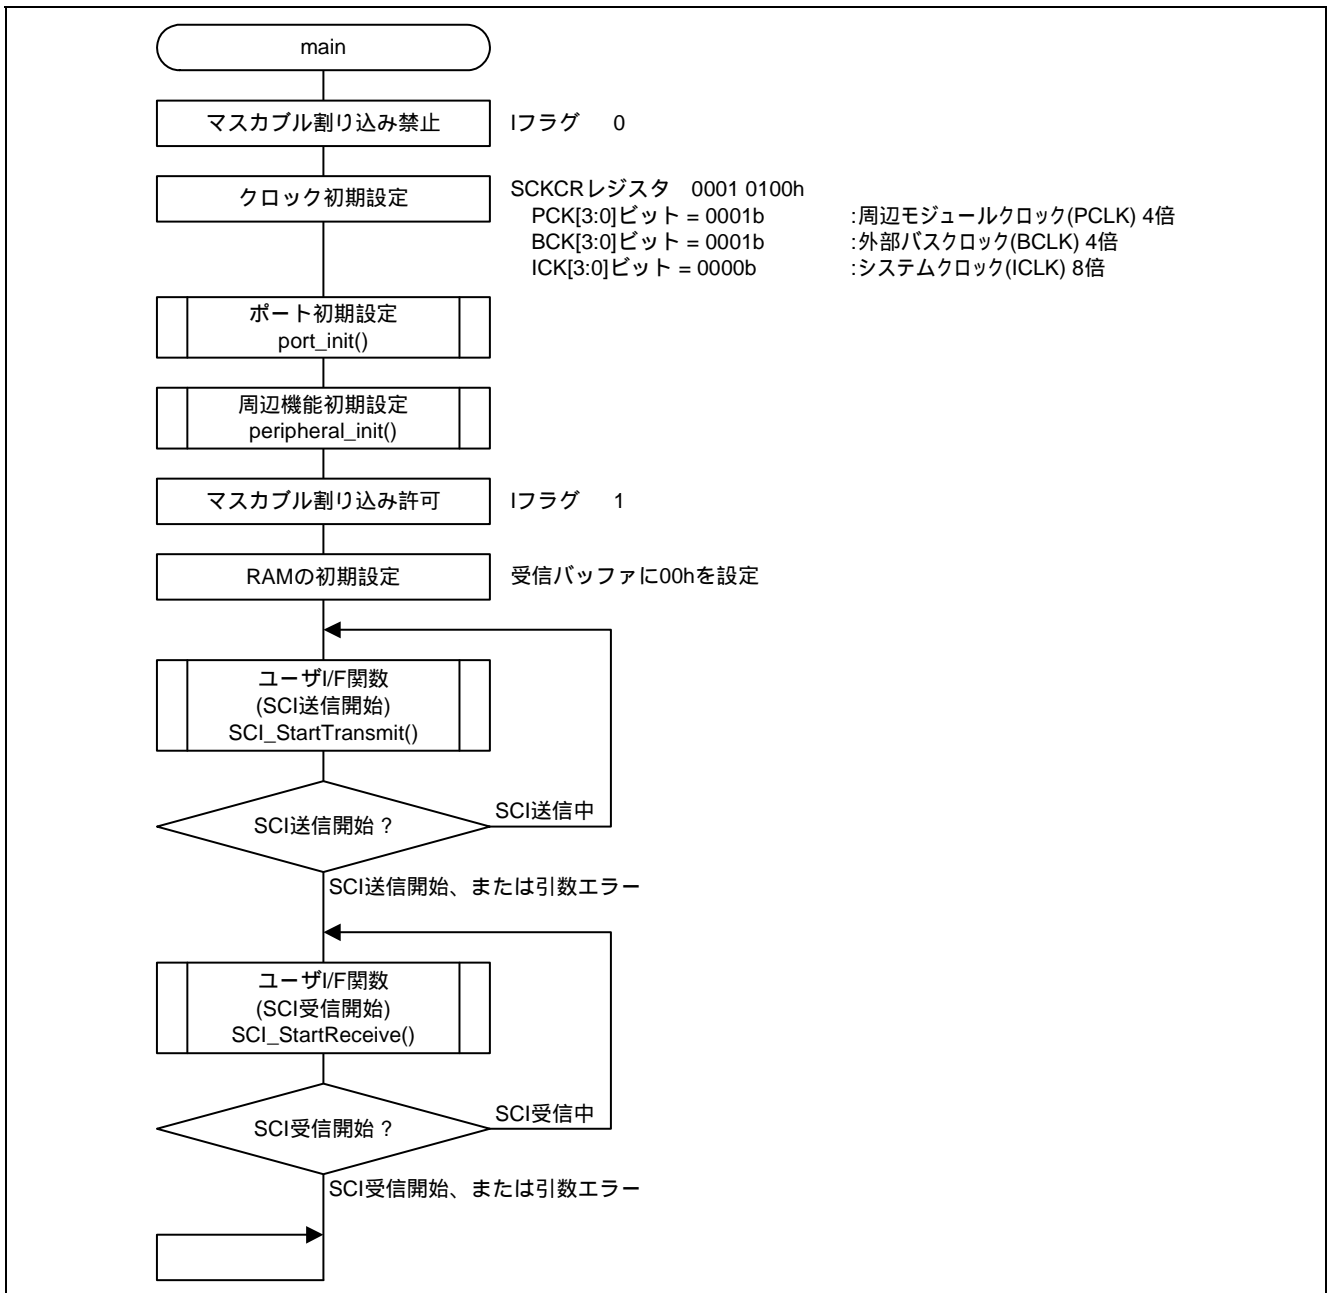 main
マスカブル割り込み禁止 Iフラグ 0
クロック初期設定 SCKCRレジスタ 0001 0100h
PCK[3:0]ビット = 0001b :周辺モジュールクロック(PCLK) 4倍
BCK[3:0]ビット = 0001b :外部バスクロック(BCLK) 4倍
ICK[3:0]ビット = 0000b :システムクロック(ICLK) 8倍
ポート初期設定
port_init()
周辺機能初期設定
peripheral_init()
マスカブル割り込み許可 Iフラグ 1
RAMの初期設定 受信バッファに00hを設定
ユーザI/F関数
(SCI送信開始)
SCI_StartTransmit()
SCI送信中
SCI送信開始？
SCI送信開始、または引数エラー
ユーザI/F関数
(SCI受信開始)
SCI_StartReceive()
SCI受信中
SCI受信開始？
SCI受信開始、または引数エラー